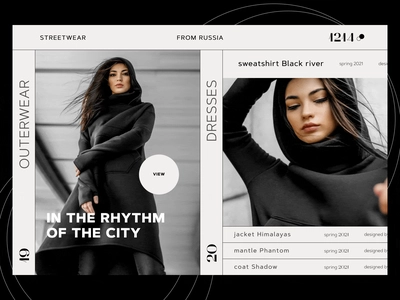 STREETWEAR
FROM RUSSIA
OUTERWEAR
19
IN THE RHYTHM
OF THE CITY
VIEW
DRESSES
20
sweatshirt Black river
spring 2021
jacket Himalayas
spring 2021
designed
mantle Phantom
spring 2021
designed
coat Shadow
spring 2021
designed